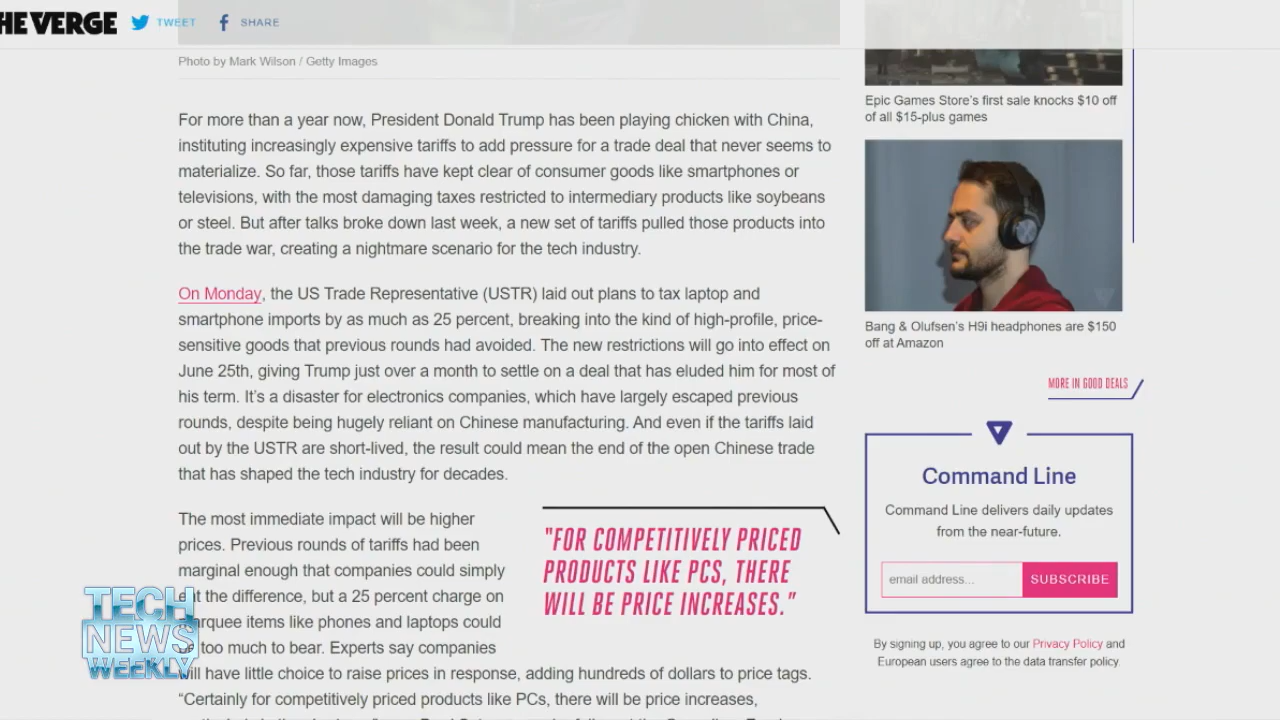 THE VERGE TWEET SHARE
Photo by Mark Wilson / Getty Images
For more than a year now, President Donald Trump has been playing chicken with China,
instituting increasingly expensive tariffs to add pressure for a trade deal that never seems to
materialize. So far, those tariffs have kept clear of consumer goods like smartphones or
televisions, with the most damaging taxes restricted to intermediary products like soybeans
or steel. But after talks broke down last week, a new set of tariffs pulled those products into
the trade war, creating a nightmare scenario for the tech industry.
On Monday, the US Trade Representative (USTR) laid out plans to tax laptop and
smartphone imports by as much as 25 percent, breaking into the kind of high-profile, price-
sensitive goods that previous rounds had avoided. The new restrictions will go into effect on
June 25th, giving Trump just over a month to settle on a deal that has eluded him for most of
his term. It's a disaster for electronics companies, which have largely escaped previous
rounds, despite being hugely reliant on Chinese manufacturing. And even if the tariffs laid
out by the USTR are short-lived, the result could mean the end of the open Chinese trade
that has shaped the tech industry for decades.
The most immediate impact will be higher
prices. Previous rounds of tariffs had been
marginal enough that companies could simply
the difference, but a 25 percent charge on
items like phones and laptops could
too much to bear. Experts say companies
will have little choice to raise prices in response, adding hundreds of dollars to price tags.
“Certainly for competitively priced products like PCs, there will be price increases,
"FOR COMPETITIVELY PRICED
PRODUCTS LIKE PCS, THERE
WILL BE PRICE INCREASES."
TECH
NEWS
WEEKLY
Epic Games Store's first sale knocks $10 off
of all $15-plus games
Bang & Olufsen's H9i headphones are $150
off at Amazon
MORE IN GOOD DEALS
Command Line
Command Line delivers daily updates
from the near-future.
email address... SUBSCRIBE
By signing up, you agree to our Privacy Policy and
European users agree to the data transfer policy.